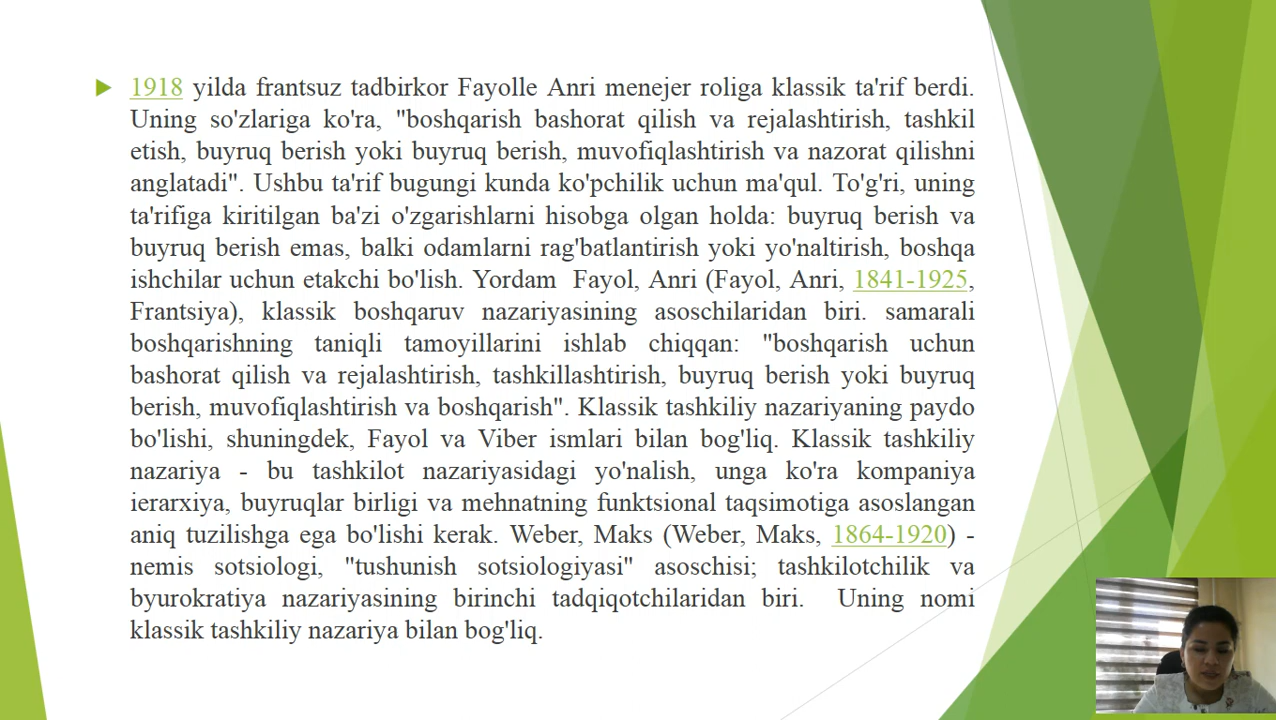 1918 yilda frantsuz tadbirkor Fayolle Anri menejer roliga klassik ta'rif berdi.
Uning so'zlariga ko'ra, "boshqarish bashorat qilish va rejalashtirish, tashkil
etish, buyruq berish yoki buyruq berish, muvofiqlashtirish va nazorat qilishni
anglatadi". Ushbu ta'rif bugungi kunda ko'pchilik uchun ma'qul. To'g'ri, uning
ta'rifiga kiritilgan ba'zi o'zgarishlarni hisobga olgan holda: buyruq berish va
buyruq berish emas, balki odamlarni rag'batlantirish yoki yo'naltirish, boshqa
ishchilar uchun etakchi bo'lish. Yordam Fayol, Anri (Fayol, Anri, 1841-1925,
Frantsiya), klassik boshqaruv nazariyasining asoschilaridan biri. samarali
boshqarishning taniqli tamoyillarini ishlab chiqqan: "boshqarish uchun
bashorat qilish va rejalashtirish, tashkillashtirish, buyruq berish yoki buyruq
berish, muvofiqlashtirish va boshqarish". Klassik tashkiliy nazariyaning paydo
bo'lishi, shuningdek, Fayol va Viber ismlari bilan bog'liq. Klassik tashkiliy
nazariya - bu tashkilot nazariyasidagi yo'nalish, unga ko'ra kompaniya
ierarxiya, buyruqlar birligi va mehnatning funktsional taqsimotiga asoslangan
aniq tuzilishga ega bo'lishi kerak. Weber, Maks (Weber, Maks, 1864-1920) -
nemis sotsiologi, "tushunish sotsiologiyasi" asoschisi; tashkilotchilik va
byurokratiya nazariyasining birinchi tadqiqotchilaridan biri. Uning nomi
klassik tashkiliy nazariya bilan bog'liq.